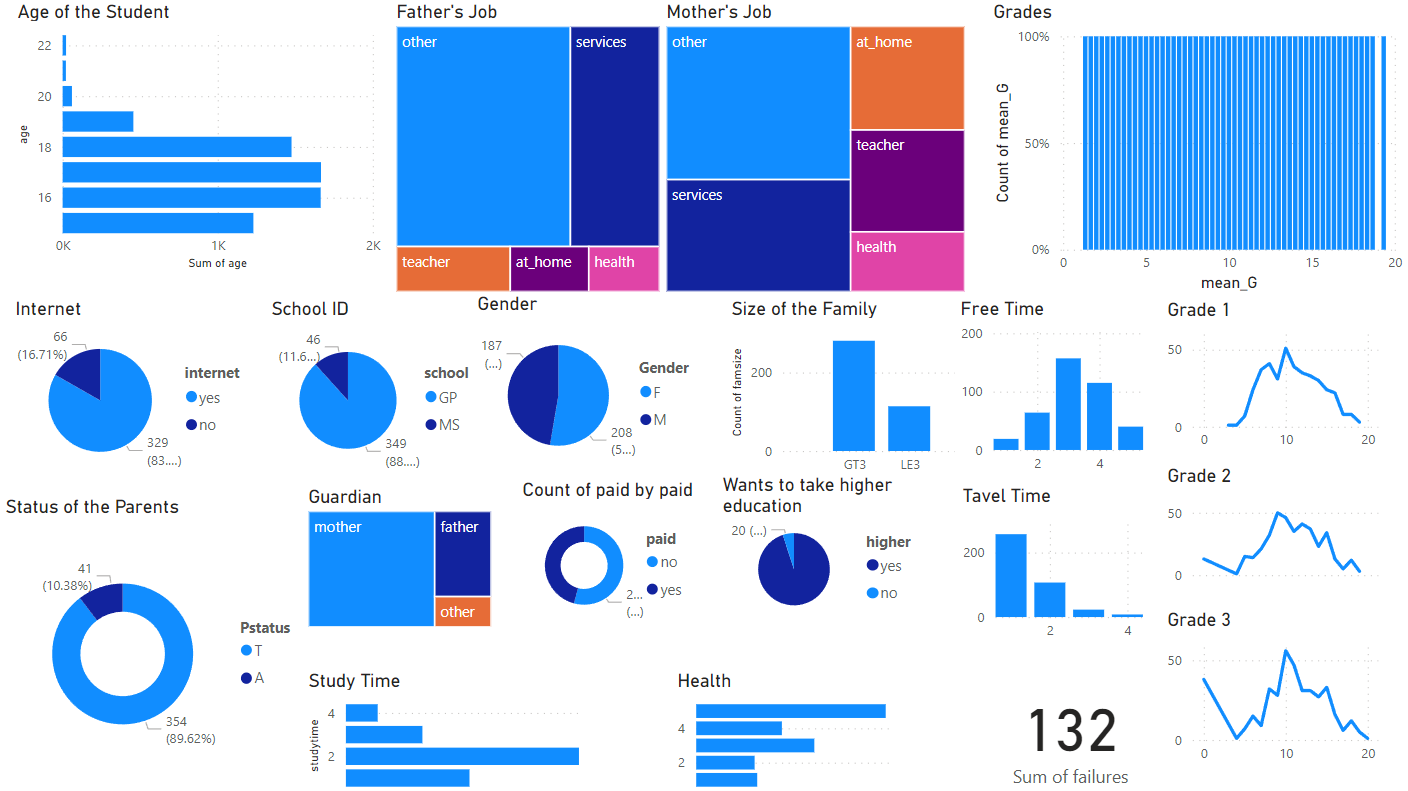 Age of the Student
22
20
18
16
age
0K
1K
2K
Sum of age
Father's Job
other
services
teacher
at_home
health
Mother's Job
other
at_home
teacher
services
health
Grades
100%
50%
0%
Count of mean_G
0
5
10
15
20
mean_G
Internet
66
(16.71%)
329
(83....)
internet
yes
no
School ID
46
(11.6...)
349
(88....)
school
GP
MS
Gender
187
(...)
208
(5...)
Gender
F
M
Size of the Family
Count of famsize
200
0
GT3
LE3
Free Time
200
100
0
2
4
Grade 1
50
0
0
10
20
Status of the Parents
41
(10.38%)
354
(89.62%)
Pstatus
T
A
Guardian
mother
father
other
Count of paid by paid
2...
(...)
paid
no
yes
Wants to take higher
education
20 (...)
higher
yes
no
Tavel Time
200
0
2
4
Grade 2
50
0
Study Time
studytime
4
2
Health
4
2
132
Sum of failures
Grade 3
50
0
0
10
20